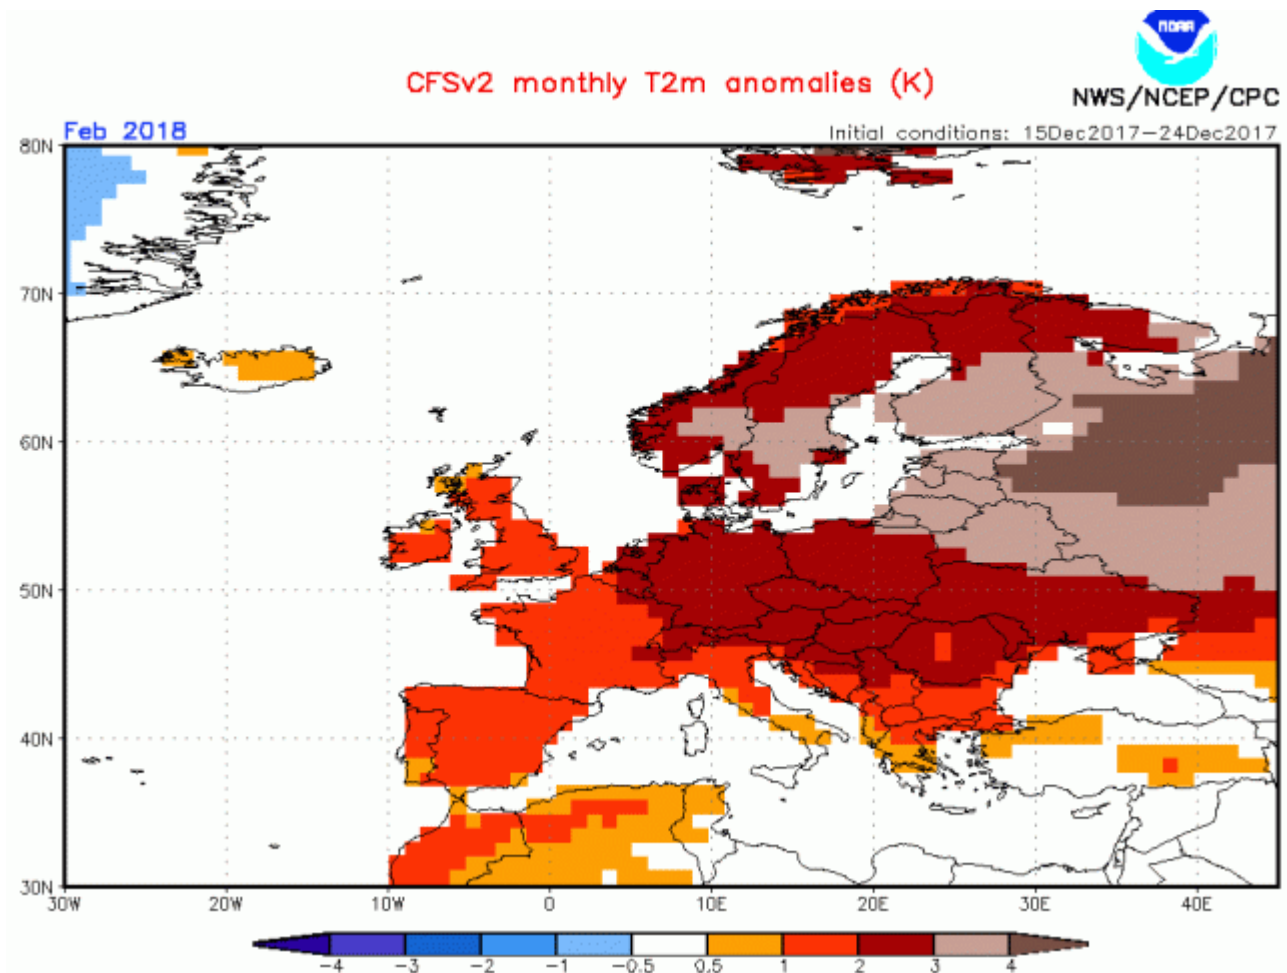 NOAA
CFSv2 monthly T2m anomalies (K)
NWS/NCEP/CPC
Feb 2018
Initial conditions: 15Dec2017-24Dec2017
80N
70N
60N
50N
40N
30N
30W 20W 10W 0 10E 20E 30E 40E
-4 -3 -2 -1 -0.5 0.5 1 2 3 4